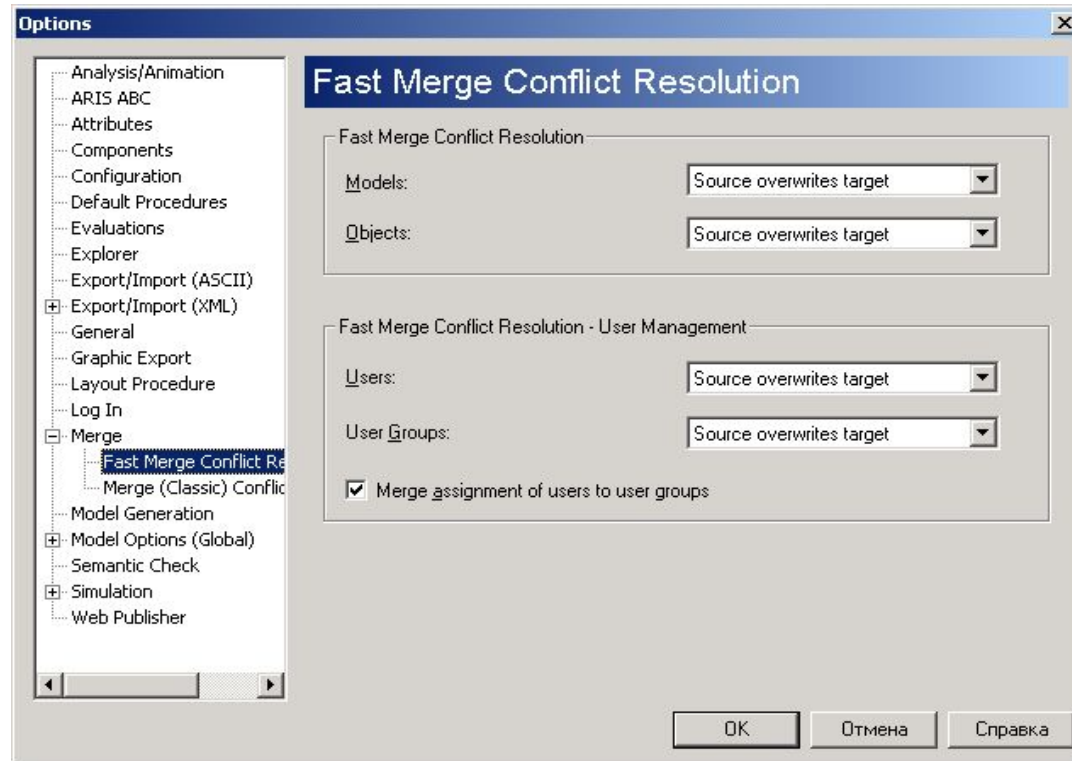 Options
Analysis/Animation
ARIS ABC
Attributes
Components
Configuration
Default Procedures
Evaluations
Explorer
Export/Import (ASCII)
Export/Import (XML)
General
Graphic Export
Layout Procedure
Log In
Merge
Fast Merge Conflict Re
Merge (Classic) Conflic
Model Generation
Model Options (Global)
Semantic Check
Simulation
Web Publisher
Fast Merge Conflict Resolution
Fast Merge Conflict Resolution
Models: Source overwrites target
Objects: Source overwrites target
Fast Merge Conflict Resolution - User Management
Users: Source overwrites target
User Groups: Source overwrites target
Merge assignment of users to user groups
OK Отмена Справка